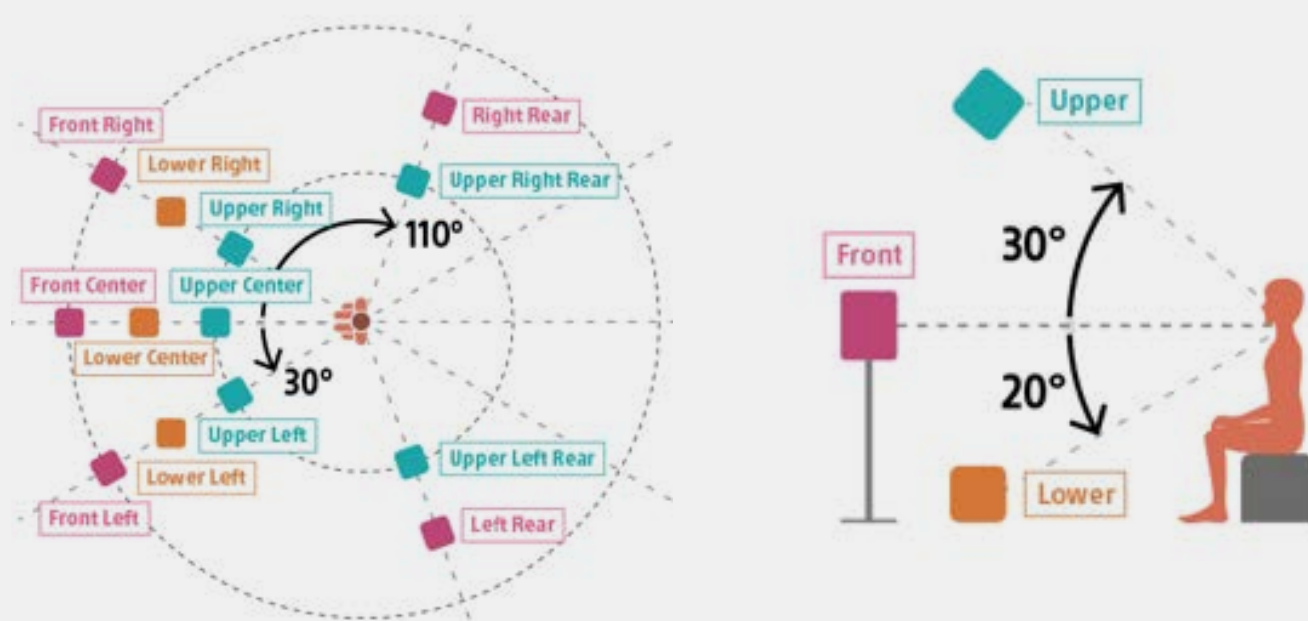 Front Right
Right Rear
Lower Right
Upper Right Rear
Upper Right
110°
Front Center
Upper Center
Lower Center
30°
Upper Left
Upper Left Rear
Lower Left
Front Left
Left Rear
Upper
30°
Front
20°
Lower